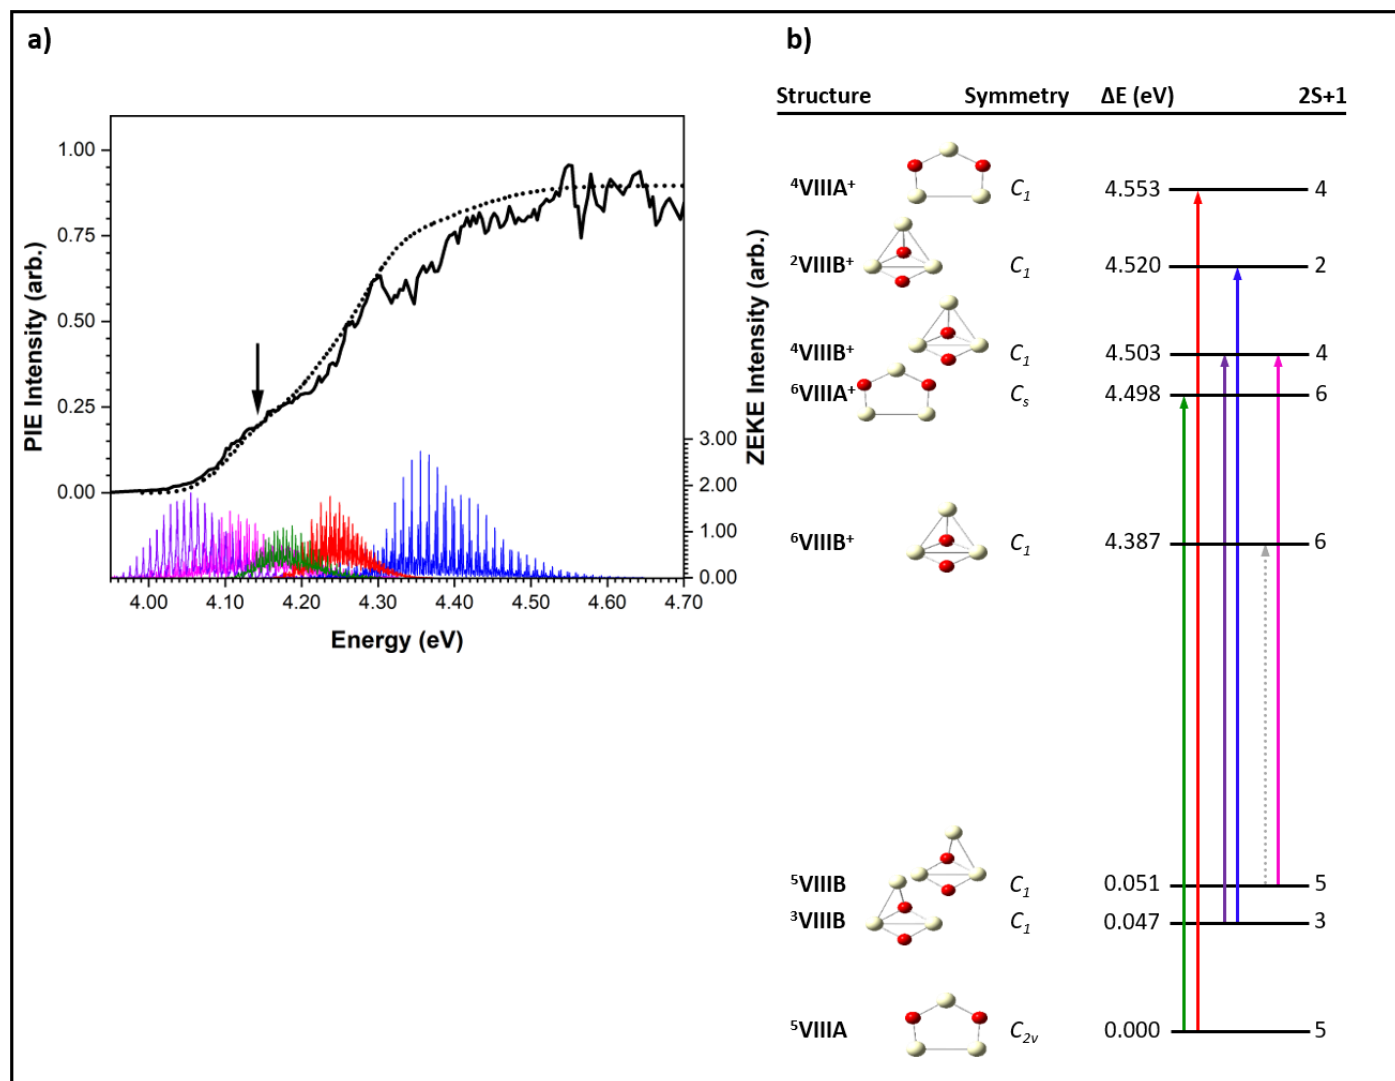 a)
PIE Intensity (arb.)
1.00
0.75
0.50
0.25
0.00
ZEKE Intensity (arb.)
3.00
2.00
1.00
0.00
4.00 4.10 4.20 4.30 4.40 4.50 4.60 4.70
Energy (eV)
b)
Structure Symmetry ΔE (eV) 2S+1
⁴VIIIA⁺ C₁ 4.553 4
²VIIIB⁺ C₁ 4.520 2
⁴VIIIB⁺ C₁ 4.503 4
⁶VIIIA⁺ Cₛ 4.498 6
⁶VIIIB⁺ C₁ 4.387 6
⁵VIIIB C₁ 0.051 5
³VIIIB C₁ 0.047 3
⁵VIIIA C₂ᵥ 0.000 5